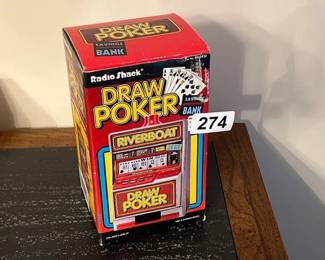 DRAW
POKER
BANK
Radio Shack
DRAW
POKER
BANK
274
RIVERBOAT
DRAW
POKER